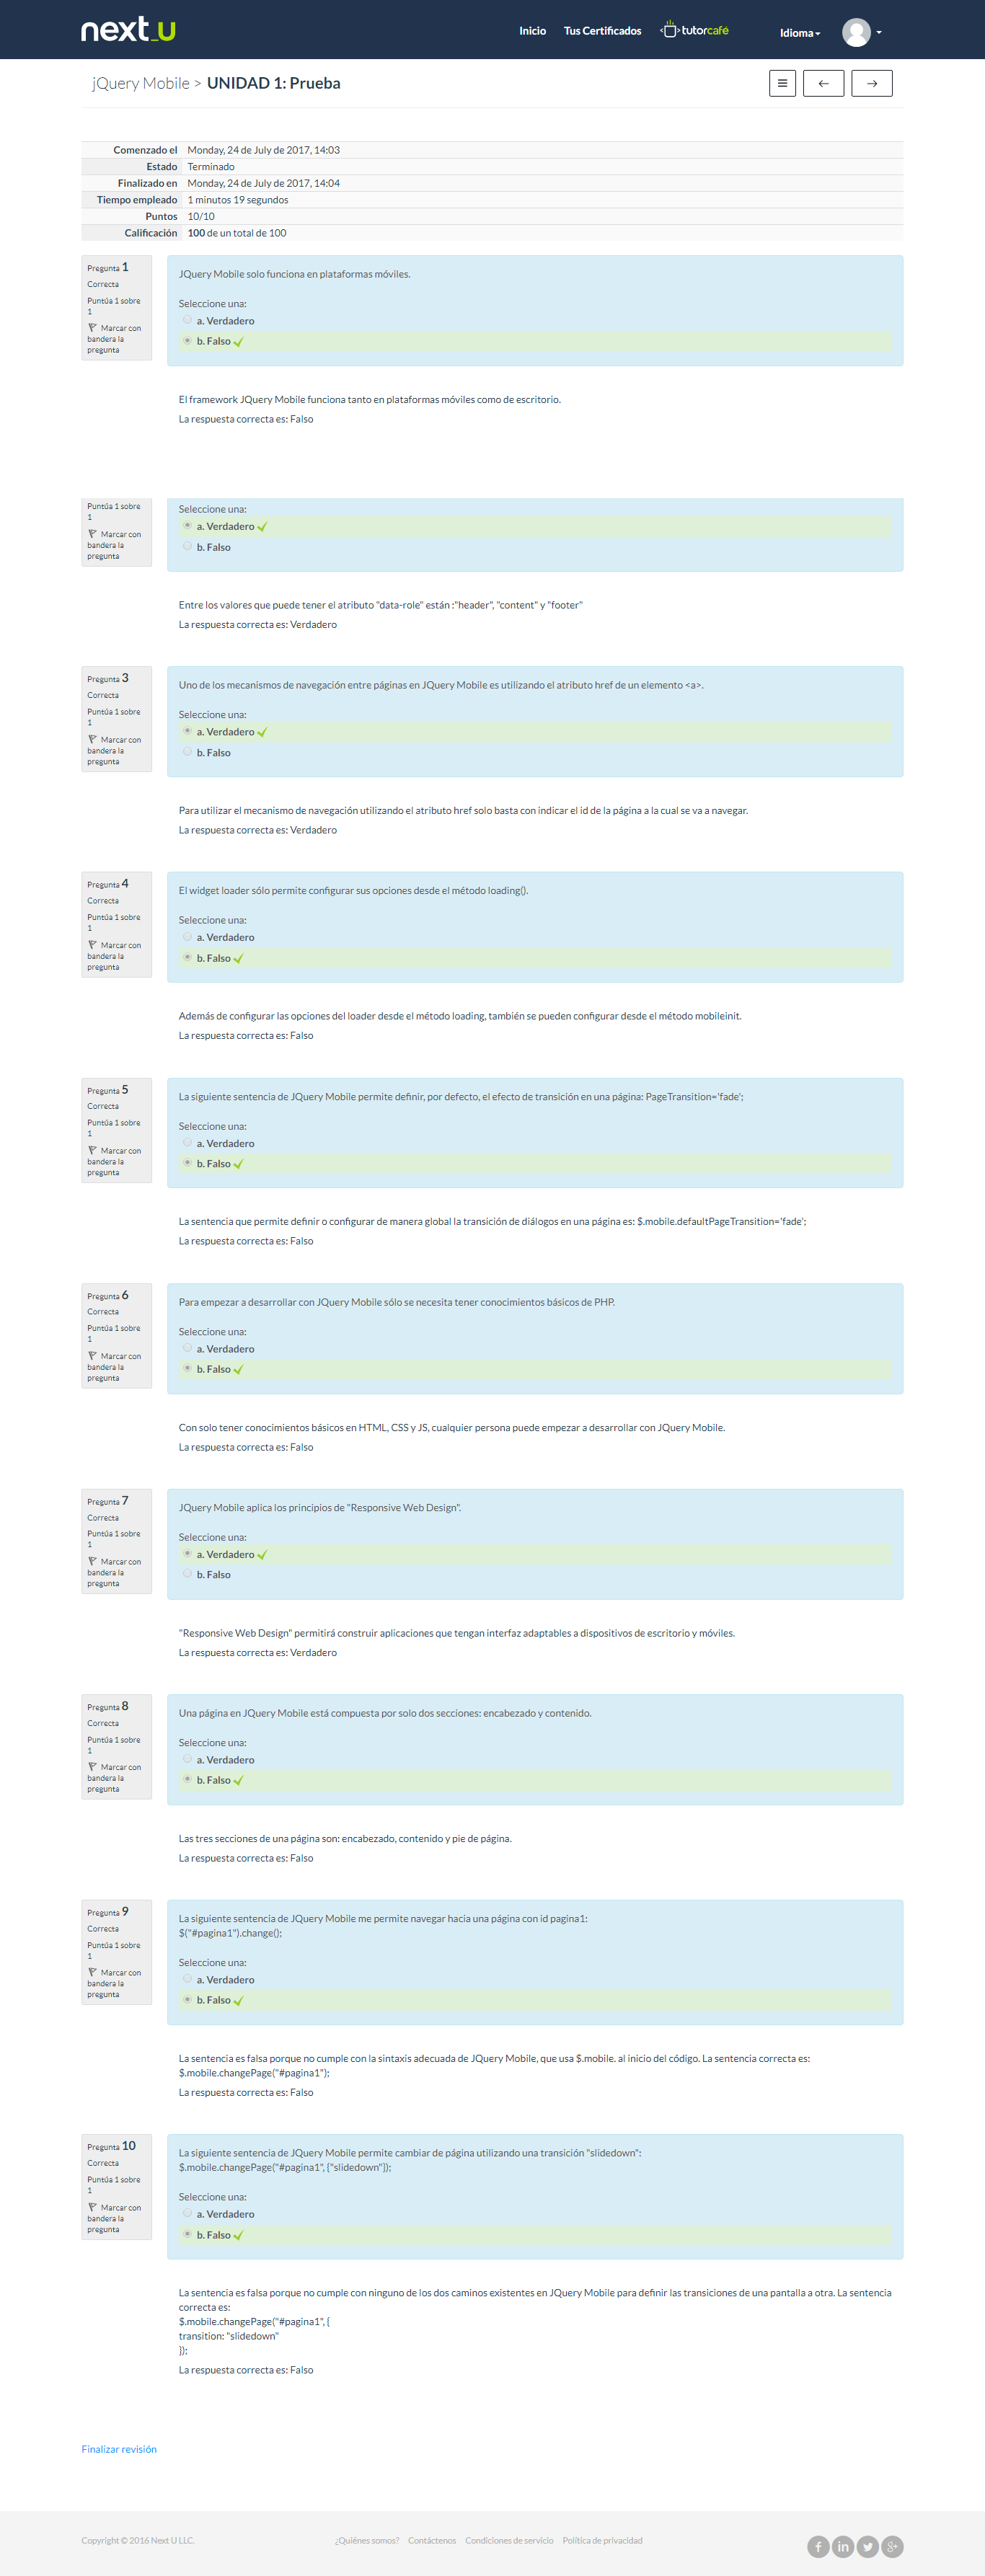 next_u
Inicio Tus Certificados tutorcafé Idioma
jQuery Mobile > UNIDAD 1: Prueba
Comenzado el Monday, 24 de July de 2017, 14:03
Estado Terminado
Finalizado en Monday, 24 de July de 2017, 14:04
Tiempo empleado 1 minutos 19 segundos
Puntos 10/10
Calificación 100 de un total de 100
Pregunta 1
Correcta
Puntúa 1 sobre
1
Marcar con
bandera la
pregunta
JQuery Mobile solo funciona en plataformas móviles.
Seleccione una:
a. Verdadero
b. Falso
El framework JQuery Mobile funciona tanto en plataformas móviles como de escritorio.
La respuesta correcta es: Falso
Puntúa 1 sobre
1
Marcar con
bandera la
pregunta
Seleccione una:
a. Verdadero
b. Falso
Entre los valores que puede tener el atributo "data-role" están :"header", "content" y "footer"
La respuesta correcta es: Verdadero
Pregunta 3
Correcta
Puntúa 1 sobre
1
Marcar con
bandera la
pregunta
Uno de los mecanismos de navegación entre páginas en JQuery Mobile es utilizando el atributo href de un elemento <a>.
Seleccione una:
a. Verdadero
b. Falso
Para utilizar el mecanismo de navegación utilizando el atributo href solo basta con indicar el id de la página a la cual se va a navegar.
La respuesta correcta es: Verdadero
Pregunta 4
Correcta
Puntúa 1 sobre
1
Marcar con
bandera la
pregunta
El widget loader sólo permite configurar sus opciones desde el método loading().
Seleccione una:
a. Verdadero
b. Falso
Además de configurar las opciones del loader desde el método loading, también se pueden configurar desde el método mobileinit.
La respuesta correcta es: Falso
Pregunta 5
Correcta
Puntúa 1 sobre
1
Marcar con
bandera la
pregunta
La siguiente sentencia de JQuery Mobile permite definir, por defecto, el efecto de transición en una página: PageTransition='fade';
Seleccione una:
a. Verdadero
b. Falso
La sentencia que permite definir o configurar de manera global la transición de diálogos en una página es: $.mobile.defaultPageTransition='fade';
La respuesta correcta es: Falso
Pregunta 6
Correcta
Puntúa 1 sobre
1
Marcar con
bandera la
pregunta
Para empezar a desarrollar con JQuery Mobile sólo se necesita tener conocimientos básicos de PHP.
Seleccione una:
a. Verdadero
b. Falso
Con solo tener conocimientos básicos en HTML, CSS y JS, cualquier persona puede empezar a desarrollar con JQuery Mobile.
La respuesta correcta es: Falso
Pregunta 7
Correcta
Puntúa 1 sobre
1
Marcar con
bandera la
pregunta
JQuery Mobile aplica los principios de "Responsive Web Design".
Seleccione una:
a. Verdadero
b. Falso
"Responsive Web Design" permitirá construir aplicaciones que tengan interfaz adaptables a dispositivos de escritorio y móviles.
La respuesta correcta es: Verdadero
Pregunta 8
Correcta
Puntúa 1 sobre
1
Marcar con
bandera la
pregunta
Una página en JQuery Mobile está compuesta por solo dos secciones: encabezado y contenido.
Seleccione una:
a. Verdadero
b. Falso
Las tres secciones de una página son: encabezado, contenido y pie de página.
La respuesta correcta es: Falso
Pregunta 9
Correcta
Puntúa 1 sobre
1
Marcar con
bandera la
pregunta
La siguiente sentencia de JQuery Mobile me permite navegar hacia una página con id pagina1:
$("#pagina1").change();
Seleccione una:
a. Verdadero
b. Falso
La sentencia es falsa porque no cumple con la sintaxis adecuada de JQuery Mobile, que usa $.mobile. al inicio del código. La sentencia correcta es:
$.mobile.changePage("#pagina1");
La respuesta correcta es: Falso
Pregunta 10
Correcta
Puntúa 1 sobre
1
Marcar con
bandera la
pregunta
La siguiente sentencia de JQuery Mobile permite cambiar de página utilizando una transición "slidedown":
$.mobile.changePage("#pagina1", {"slidedown"});
Seleccione una:
a. Verdadero
b. Falso
La sentencia es falsa porque no cumple con ninguno de los dos caminos existentes en JQuery Mobile para definir las transiciones de una pantalla a otra. La sentencia
correcta es:
$.mobile.changePage("#pagina1", {
transition: "slidedown"
});
La respuesta correcta es: Falso
Finalizar revisión
Copyright © 2016 Next U LLC. ¿Quiénes somos? Contáctenos Condiciones de servicio Política de privacidad